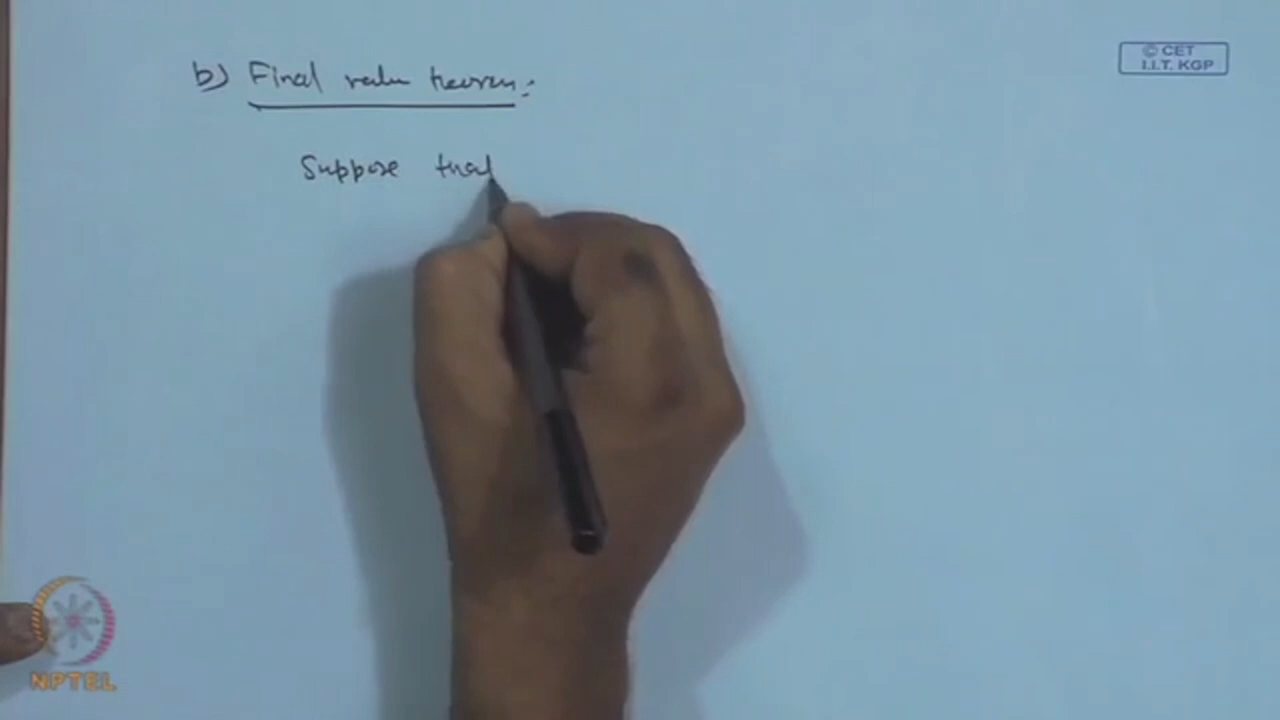 © CET
I.I.T. KGP
b) Final value theorem:
Suppose that
NPTEL